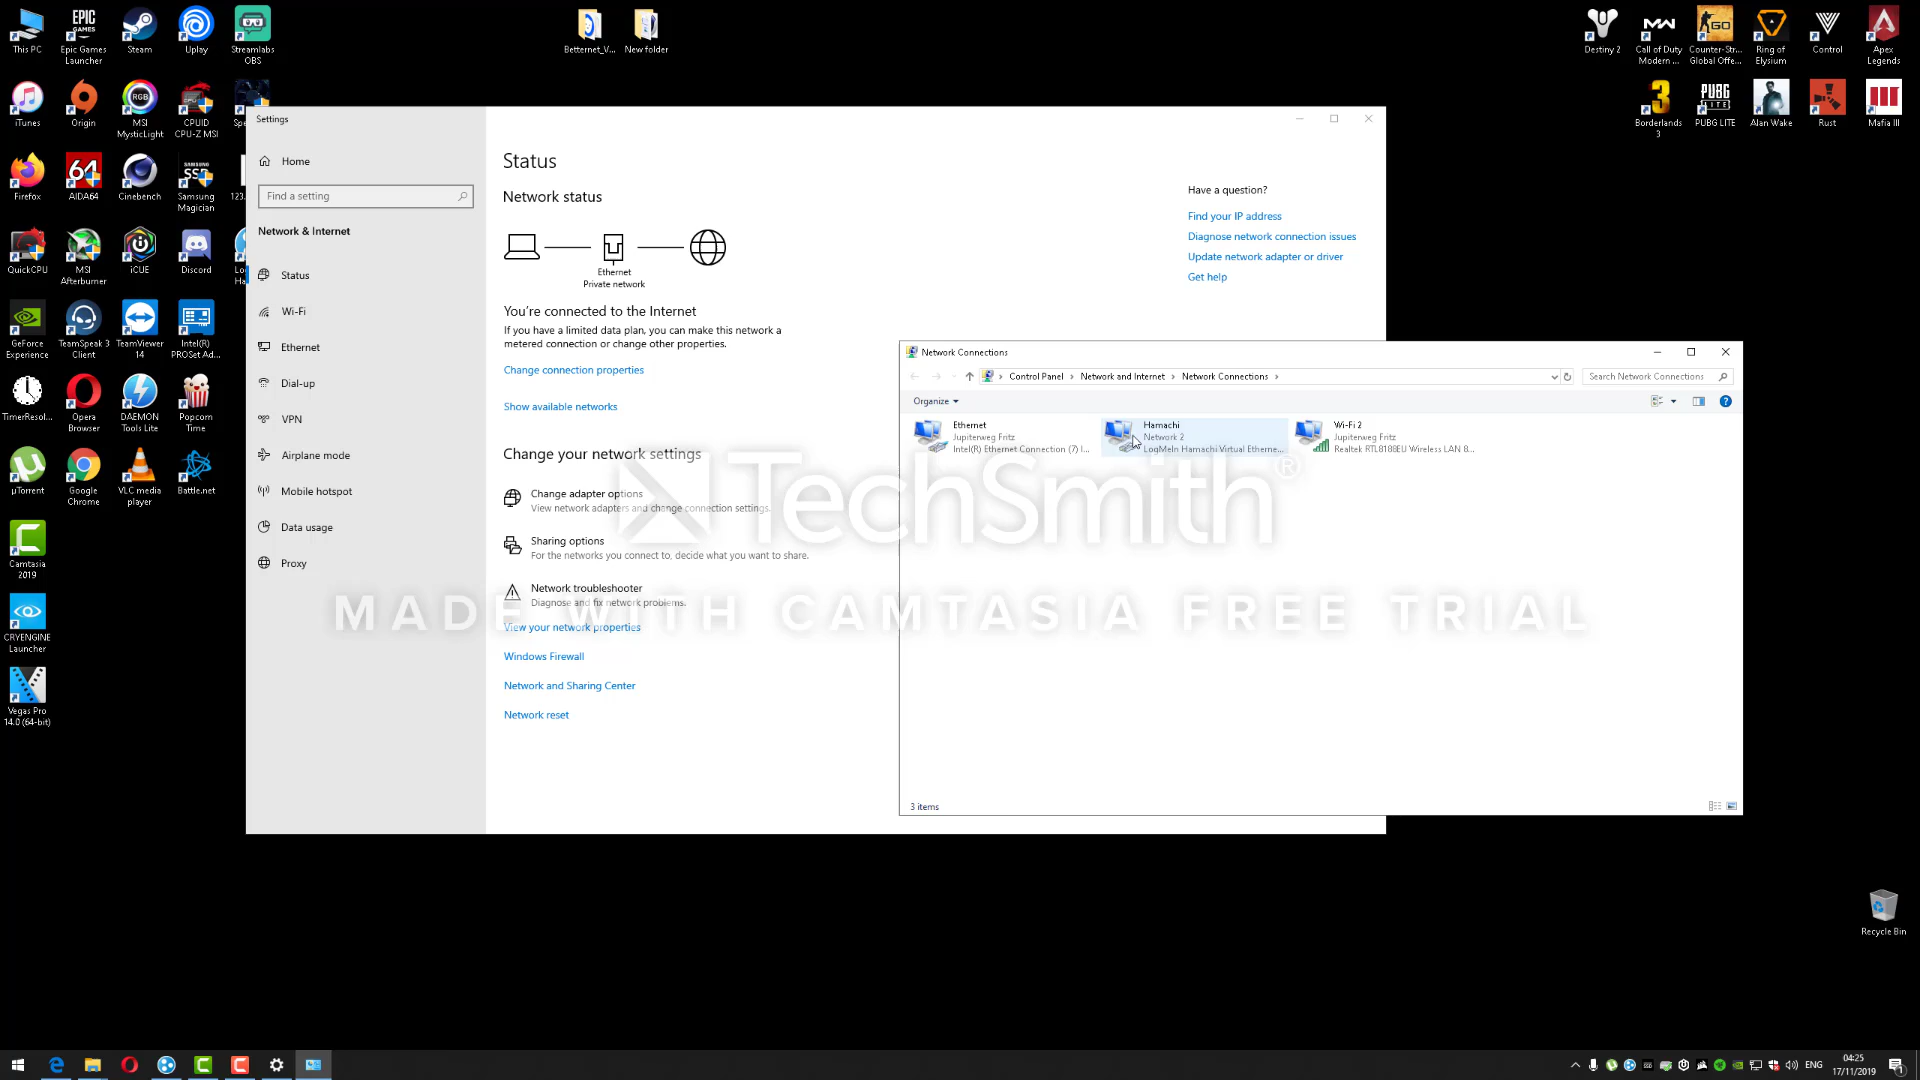 This PC
Epic Games
Launcher
Steam
Uplay
Streamlabs
OBS
Betternet_V...
New folder
Destiny 2
Call of Duty
Modern ...
Counter-Str...
Global Offe...
Ring of
Elysium
Control
Apex
Legends
iTunes
Origin
MSI
MysticLight
CPUID
CPU-Z MSI
Spe
Borderlands
3
PUBG LITE
Alan Wake
Rust
Mafia III
Firefox
AIDA64
Cinebench
Samsung
Magician
123.
QuickCPU
MSI
Afterburner
iCUE
Discord
Lo
Ha
GeForce
Experience
TeamSpeak 3
Client
TeamViewer
14
Intel(R)
PROSet Ad...
TimerResol...
Opera
Browser
DAEMON
Tools Lite
Popcorn
Time
µTorrent
Google
Chrome
VLC media
player
Battle.net
Camtasia
2019
CRYENGINE
Launcher
Vegas Pro
14.0 (64-bit)
Recycle Bin
Settings
Home
Find a setting
Network & Internet
Status
Wi-Fi
Ethernet
Dial-up
VPN
Airplane mode
Mobile hotspot
Data usage
Proxy
Status
Network status
Ethernet
Private network
You're connected to the Internet
If you have a limited data plan, you can make this network a
metered connection or change other properties.
Change connection properties
Show available networks
Change your network settings
Change adapter options
View network adapters and change connection settings.
Sharing options
For the networks you connect to, decide what you want to share.
Network troubleshooter
Diagnose and fix network problems.
View your network properties
Windows Firewall
Network and Sharing Center
Network reset
Have a question?
Find your IP address
Diagnose network connection issues
Update network adapter or driver
Get help
Network Connections
Control Panel
Network and Internet
Network Connections
Search Network Connections
Organize
Ethernet
Jupiterweg Fritz
Intel(R) Ethernet Connection (7) I...
Hamachi
Network 2
LogMeIn Hamachi Virtual Etherne...
Wi-Fi 2
Jupiterweg Fritz
Realtek RTL8188EU Wireless LAN 8...
3 items
TechSmith®
MADE WITH CAMTASIA FREE TRIAL
ENG
04:25
17/11/2019